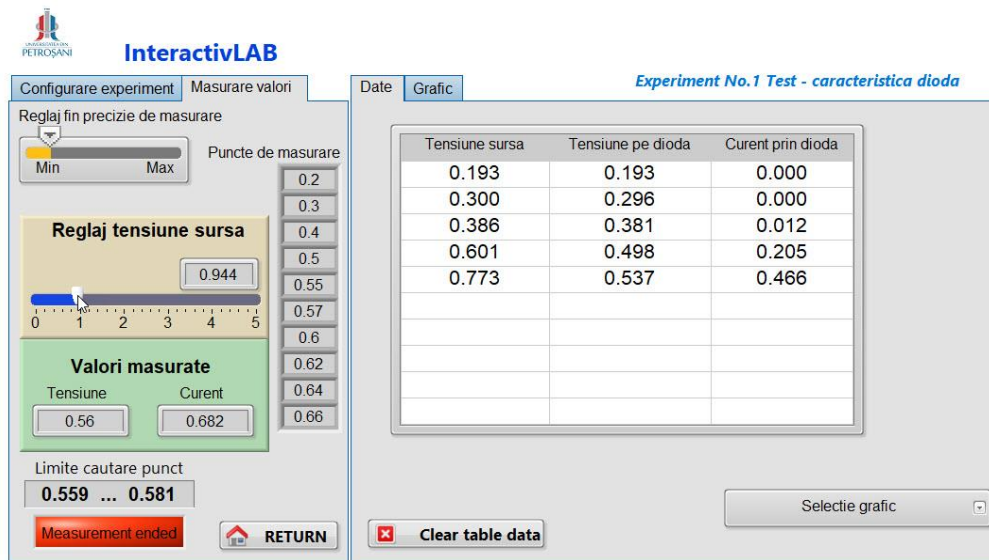 UNIVERSITATEA DIN
PETROȘANI
InteractivLAB
Configurare experiment
Masurare valori
Reglaj fin precizie de masurare
Min
Max
Puncte de masurare
0.2
0.3
0.4
0.5
0.55
0.57
0.6
0.62
0.64
0.66
Reglaj tensiune sursa
0.944
0 1 2 3 4 5
Valori masurate
Tensiune Curent
0.56 0.682
Limite cautare punct
0.559 ... 0.581
Measurement ended
RETURN
Date
Grafic
Experiment No.1 Test - caracteristica dioda
Tensiune sursa Tensiune pe dioda Curent prin dioda
0.193 0.193 0.000
0.300 0.296 0.000
0.386 0.381 0.012
0.601 0.498 0.205
0.773 0.537 0.466
Selectie grafic
Clear table data